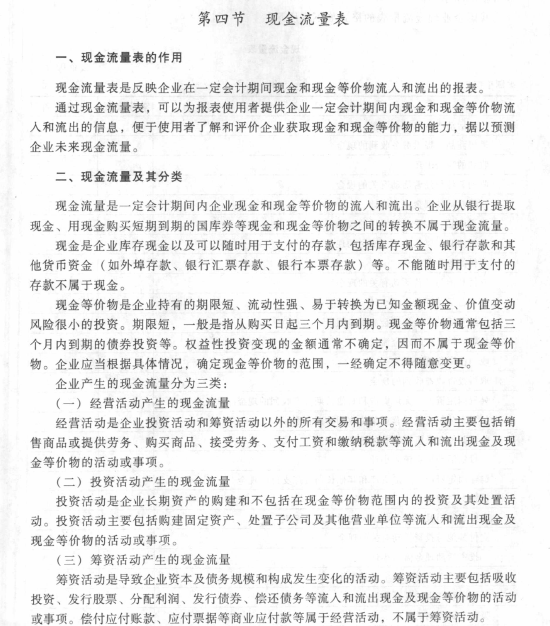 第四节 现金流量表
一、现金流量表的作用
现金流量表是反映企业在一定会计期间现金和现金等价物流入和流出的报表。
通过现金流量表，可以为报表使用者提供企业一定会计期间内现金和现金等价物流
入和流出的信息，便于使用者了解和评价企业获取现金和现金等价物的能力，据以预测
企业未来现金流量。
二、现金流量及其分类
现金流量是一定会计期间内企业现金和现金等价物的流入和流出。企业从银行提取
现金、用现金购买短期到期的国库券等现金和现金等价物之间的转换不属于现金流量。
现金是企业库存现金以及可以随时用于支付的存款，包括库存现金、银行存款和其
他货币资金（如外埠存款、银行汇票存款、银行本票存款）等。不能随时用于支付的
存款不属于现金。
现金等价物是企业持有的期限短、流动性强、易于转换为已知金额现金、价值变动
风险很小的投资。期限短，一般是指从购买日起三个月内到期。现金等价物通常包括三
个月内到期的债券投资等。权益性投资变现的金额通常不确定，因而不属于现金等价
物。企业应当根据具体情况，确定现金等价物的范围，一经确定不得随意变更。
企业产生的现金流量分为三类：
（一）经营活动产生的现金流量
经营活动是企业投资活动和筹资活动以外的所有交易和事项。经营活动主要包括销
售商品或提供劳务、购买商品、接受劳务、支付工资和缴纳税款等流入和流出现金及现
金等价物的活动或事项。
（二）投资活动产生的现金流量
投资活动是企业长期资产的购建和不包括在现金等价物范围内的投资及其处置活
动。投资活动主要包括购建固定资产、处置子公司及其他营业单位等流入和流出现金及
现金等价物的活动或事项。
（三）筹资活动产生的现金流量
筹资活动是导致企业资本及债务规模和构成发生变化的活动。筹资活动主要包括吸收
投资、发行股票、分配利润、发行债券、偿还债务等流入和流出现金及现金等价物的活动
或事项。偿付应付账款、应付票据等商业应付款等属于经营活动，不属于筹资活动。